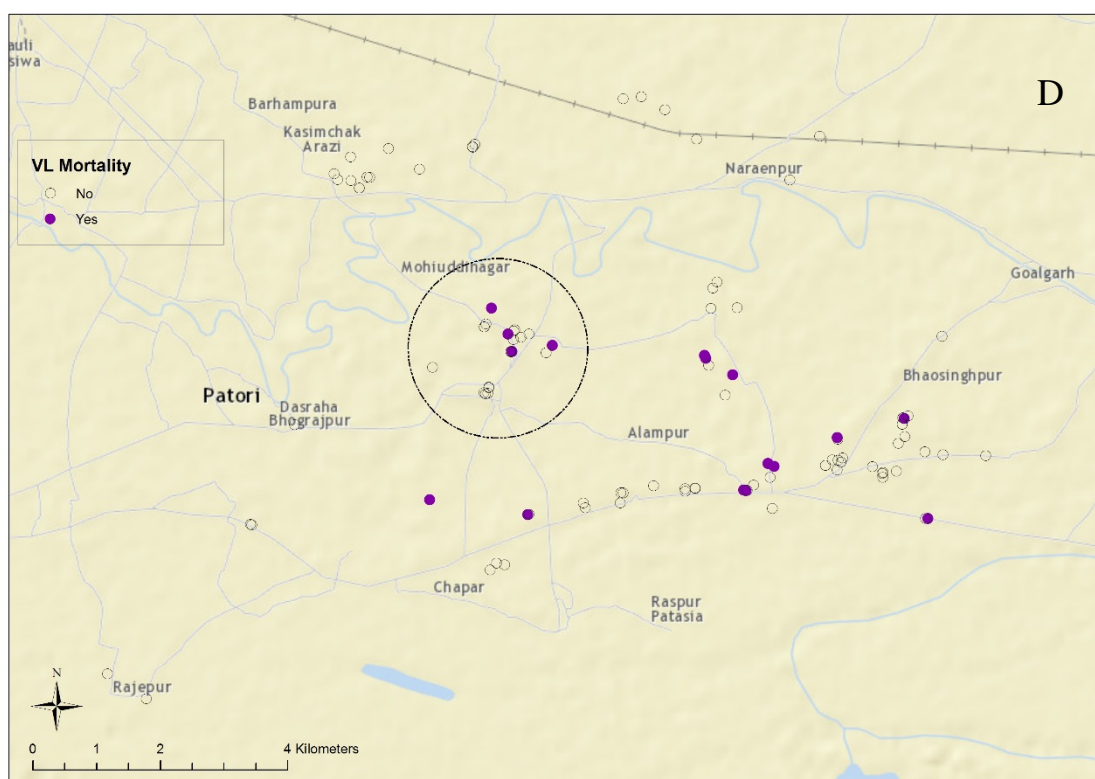 D
auli
siwa
Barhampura
Kasimchak
Arazi
VL Mortality
No
Yes
Naraenpur
Mohiuddinagar
Goalgarh
Bhaosinghpur
Patori
Dasraha
Bhograjpur
Alampur
Chapar
Raspur
Patasia
N
Rajepur
0 1 2 4 Kilometers